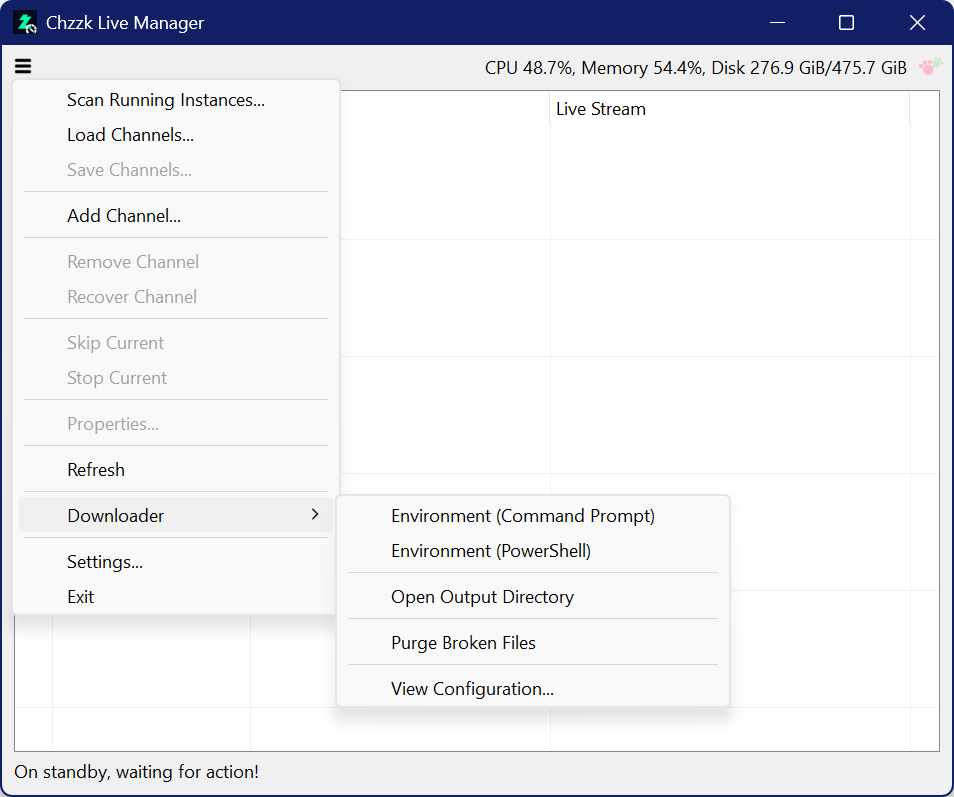 Chzzk Live Manager
CPU 48.7%, Memory 54.4%, Disk 276.9 GiB/475.7 GiB
Live Stream
Scan Running Instances...
Load Channels...
Save Channels...
Add Channel...
Remove Channel
Recover Channel
Skip Current
Stop Current
Properties...
Refresh
Downloader
Settings...
Exit
Environment (Command Prompt)
Environment (PowerShell)
Open Output Directory
Purge Broken Files
View Configuration...
On standby, waiting for action!